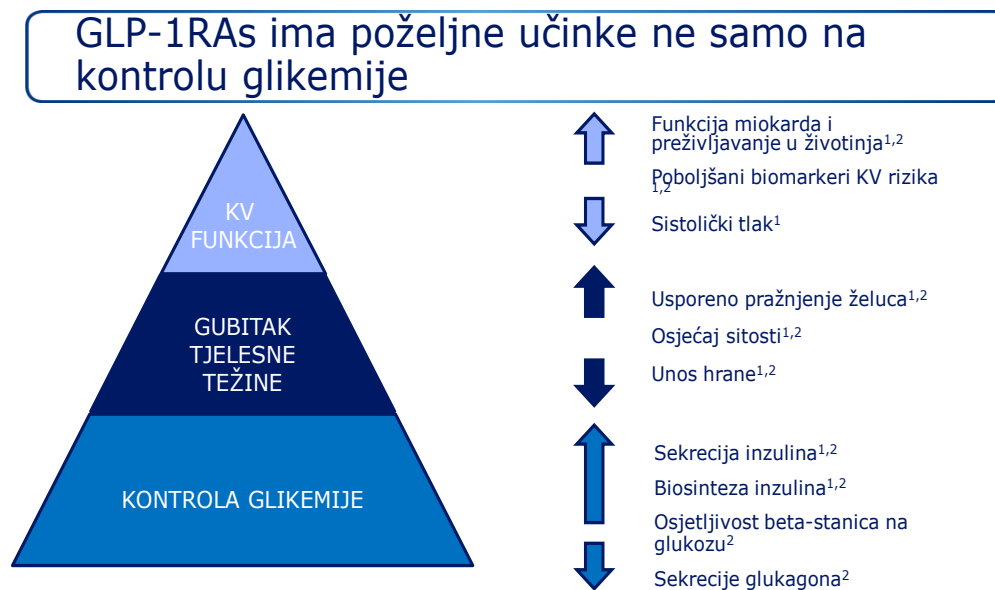 GLP-1RAs ima poželjne učinke ne samo na
kontrolu glikemije
KV
FUNKCIJA
GUBITAK
TJELESNE
TEŽINE
KONTROLA GLIKEMIJE
Funkcija miokarda i
preživljavanje u životinja1,2
Poboljšani biomarkeri KV rizika
1,2
Sistolički tlak1
Usporeno pražnjenje želuca1,2
Osjećaj sitosti1,2
Unos hrane1,2
Sekrecija inzulina1,2
Biosinteza inzulina1,2
Osjetljivost beta-stanica na
glukozu2
Sekrecije glukagona2